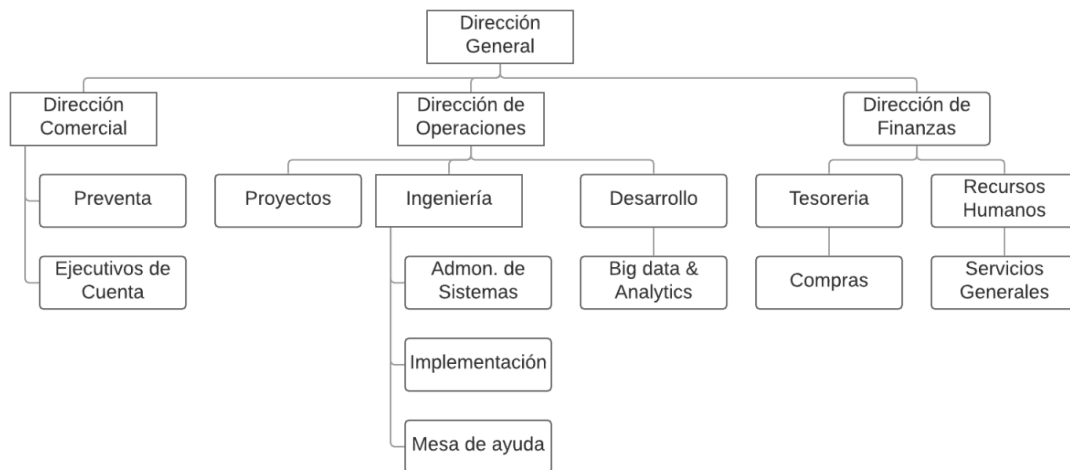 Dirección
General
Dirección
Comercial
Dirección de
Operaciones
Dirección de
Finanzas
Preventa
Proyectos
Ingeniería
Desarrollo
Tesoreria
Recursos
Humanos
Ejecutivos de
Cuenta
Admon. de
Sistemas
Big data &
Analytics
Compras
Servicios
Generales
Implementación
Mesa de ayuda